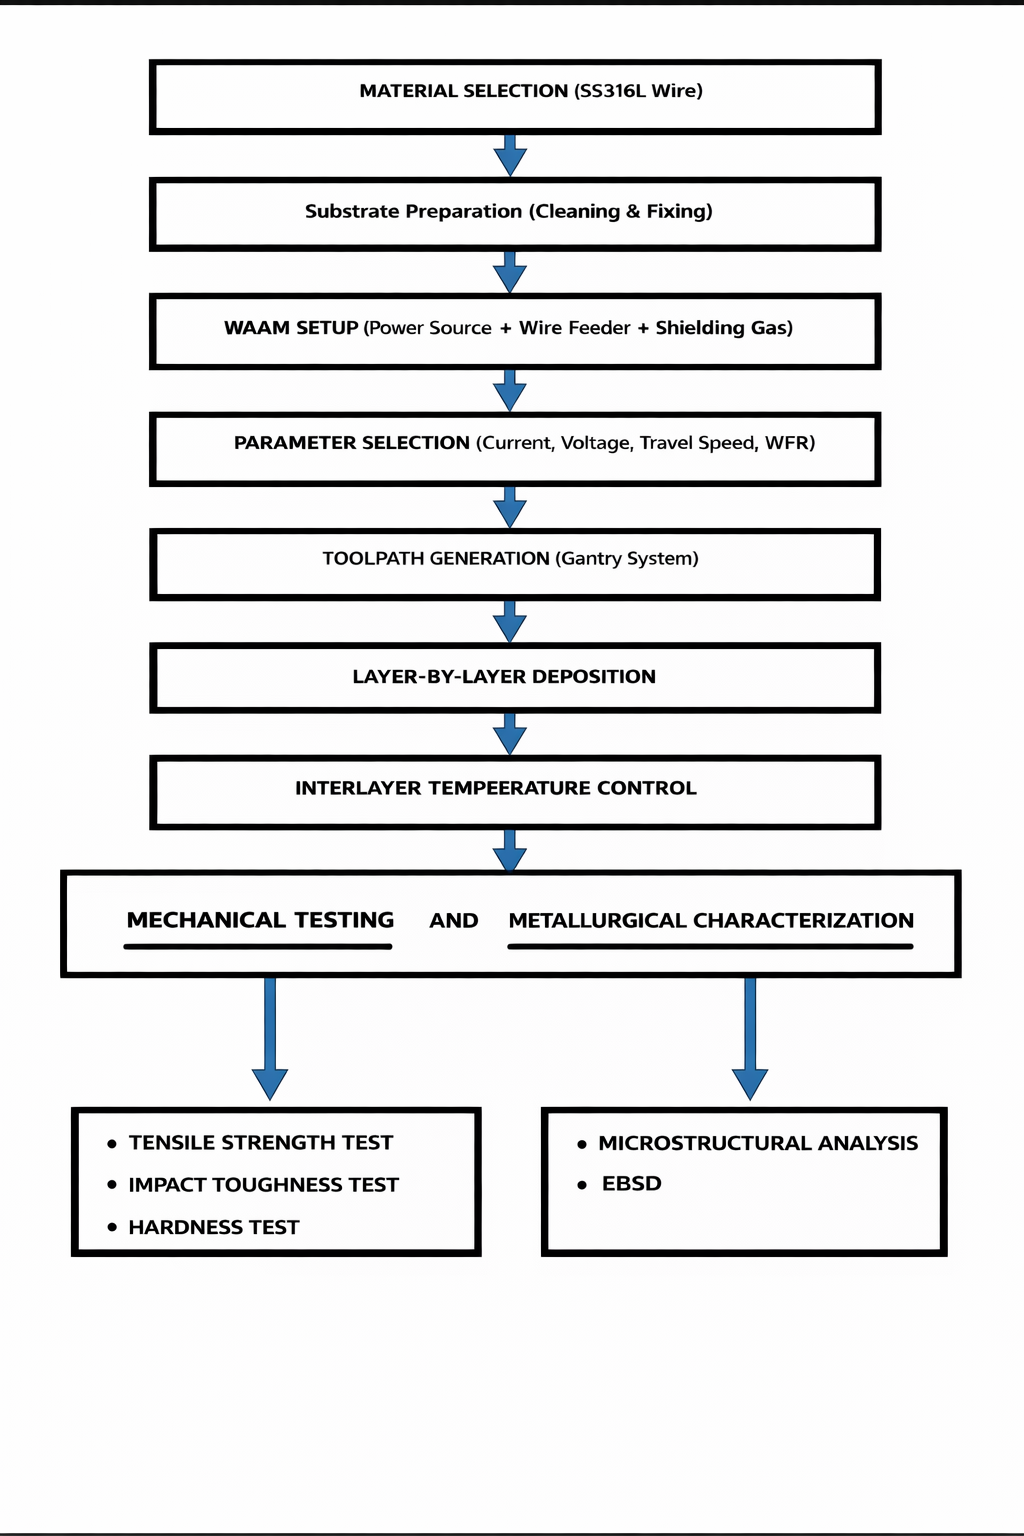 MATERIAL SELECTION (SS316L Wire)
Substrate Preparation (Cleaning & Fixing)
WAAM SETUP (Power Source + Wire Feeder + Shielding Gas)
PARAMETER SELECTION (Current, Voltage, Travel Speed, WFR)
TOOLPATH GENERATION (Gantry System)
LAYER-BY-LAYER DEPOSITION
INTERLAYER TEMPEERATURE CONTROL
MECHANICAL TESTING AND METALLURGICAL CHARACTERIZATION
• TENSILE STRENGTH TEST
• IMPACT TOUGHNESS TEST
• HARDNESS TEST
• MICROSTRUCTURAL ANALYSIS
• EBSD